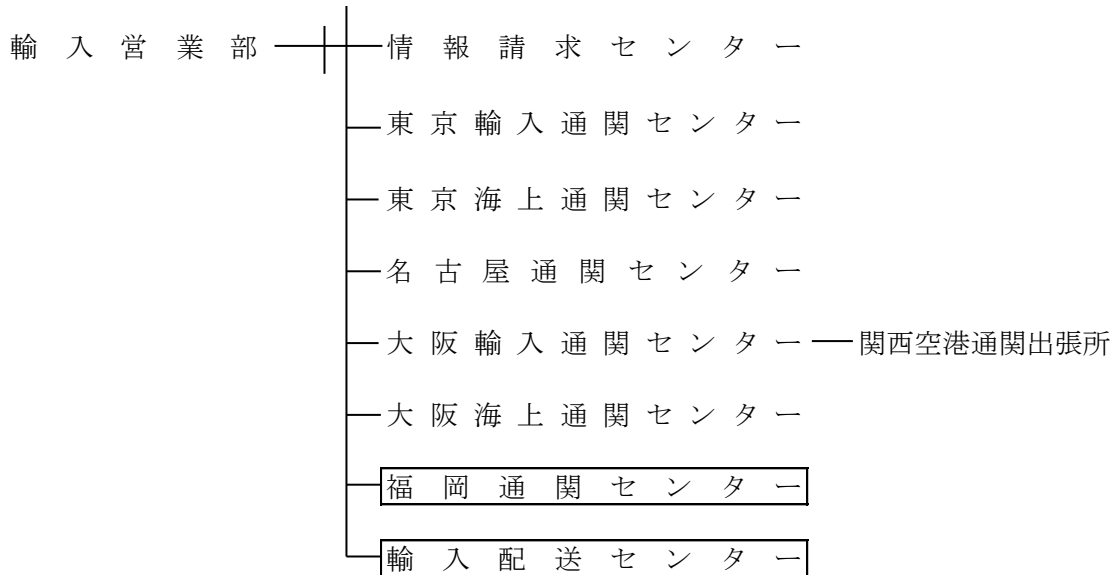 輸入営業部
情報請求センター
東京輸入通関センター
東京海上通関センター
名古屋通関センター
大阪輸入通関センター 関西空港通関出張所
大阪海上通関センター
福岡通関センター
輸入配送センター